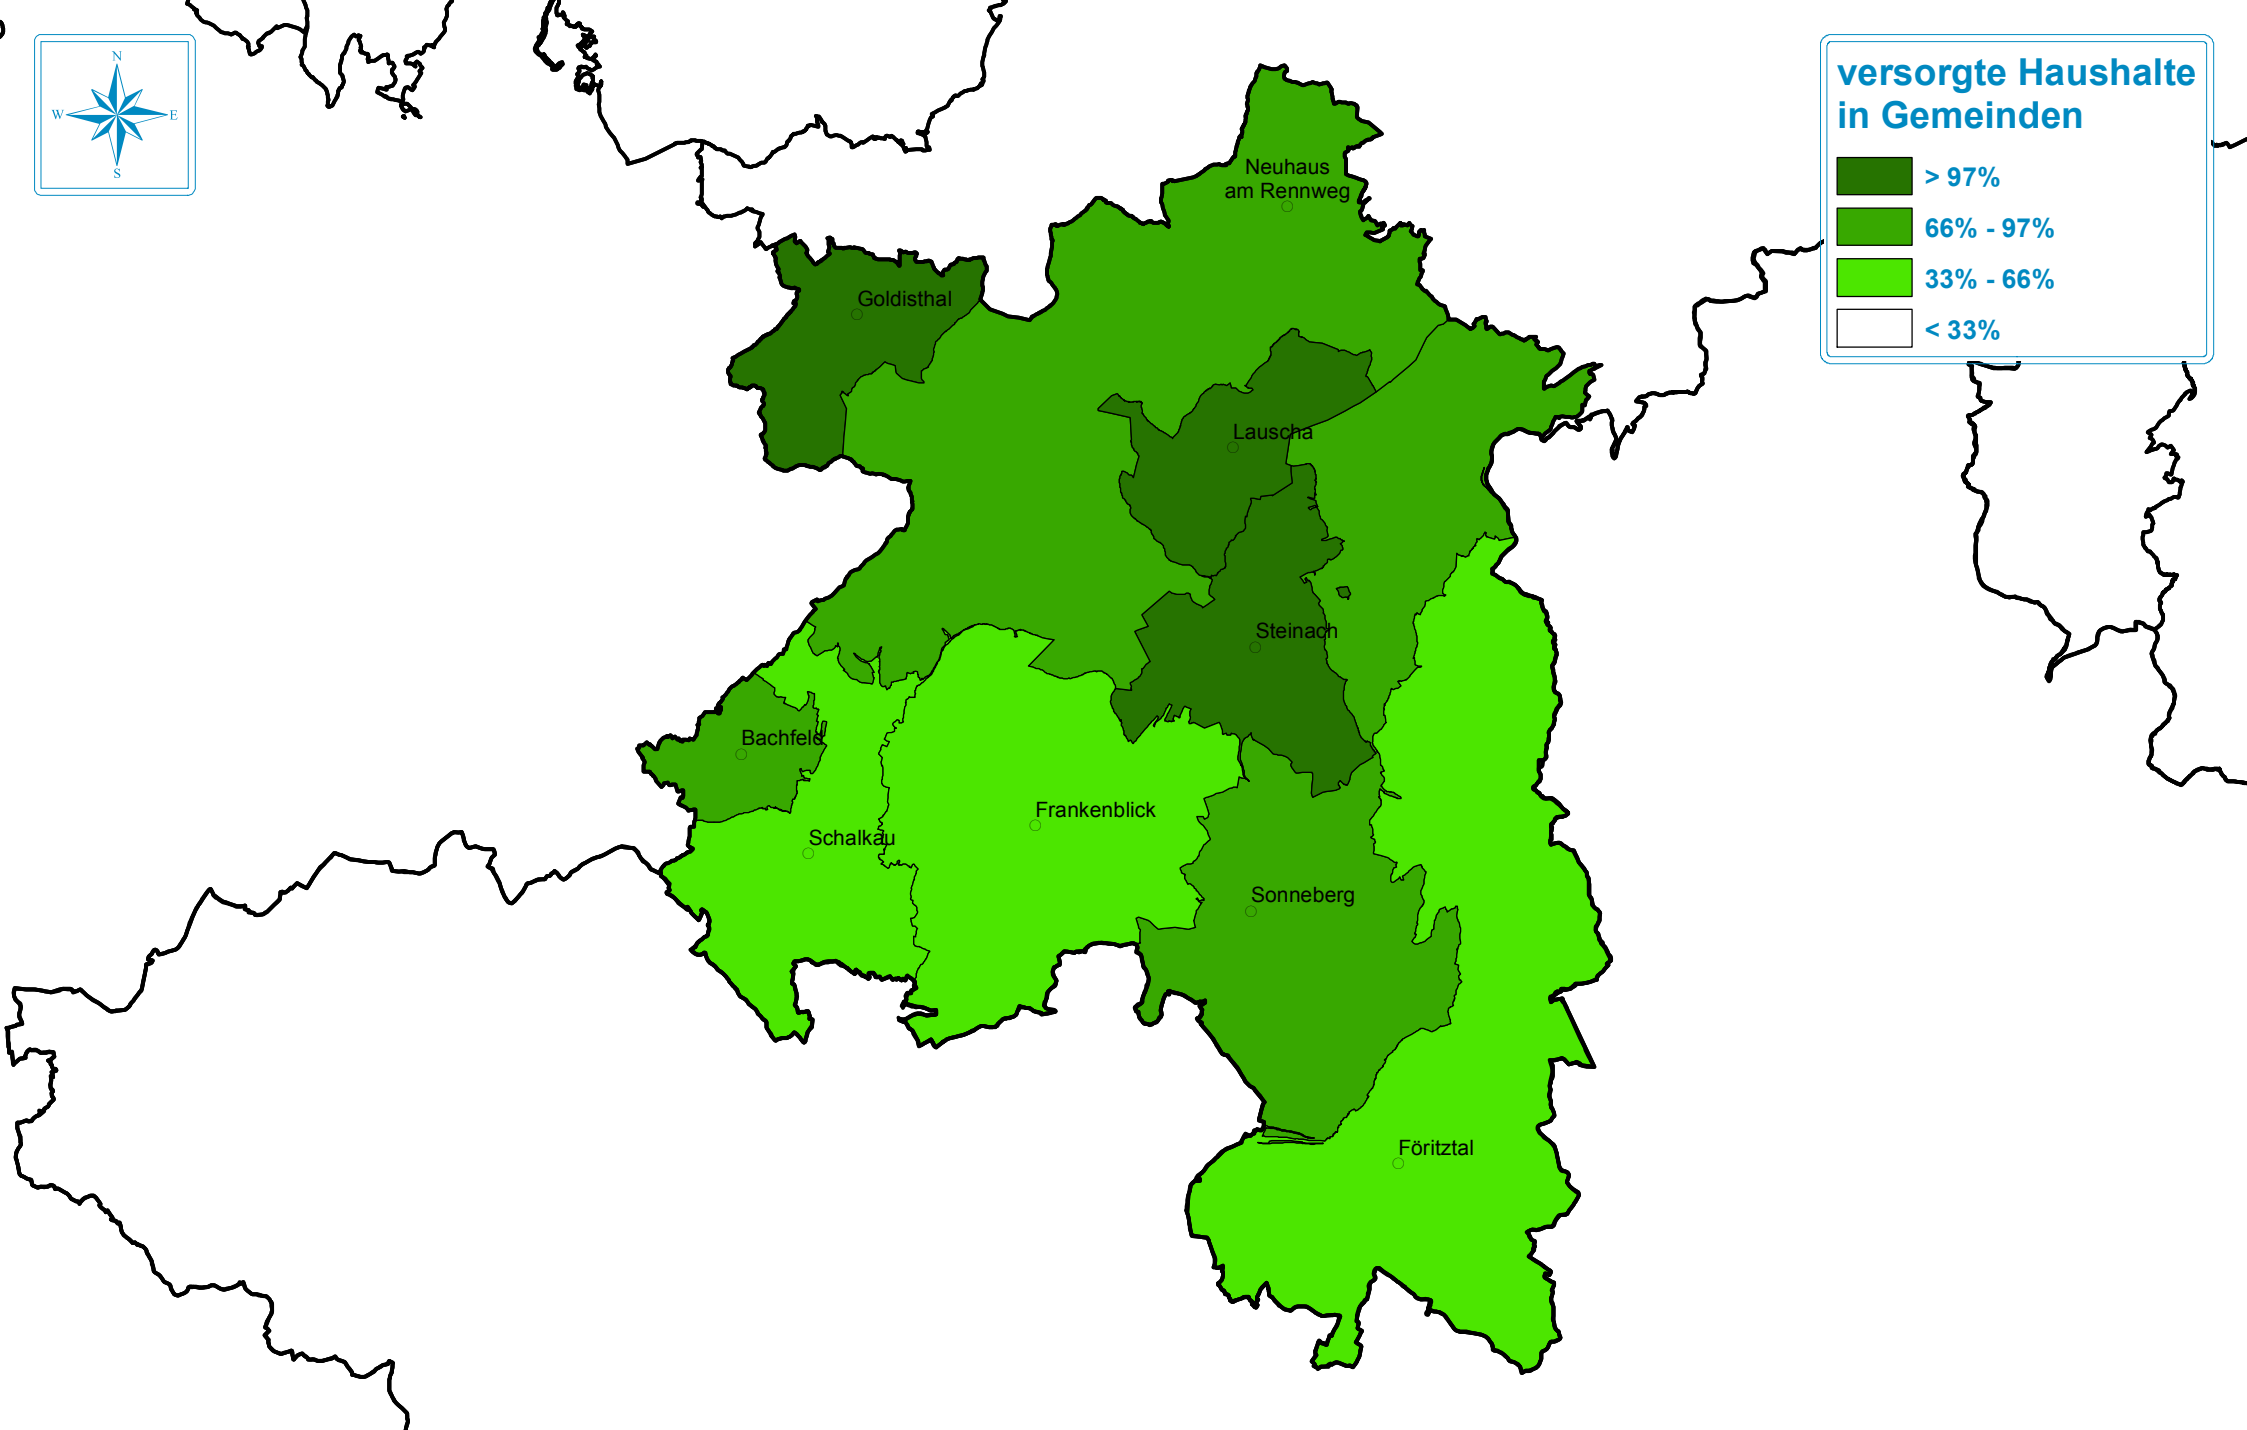 N
W
E
S
versorgte Haushalte
in Gemeinden
> 97%
66% - 97%
33% - 66%
< 33%
Neuhaus
am Rennweg
Goldisthal
Lauscha
Steinach
Bachfeld
Frankenblick
Schalkau
Sonneberg
Föritztal